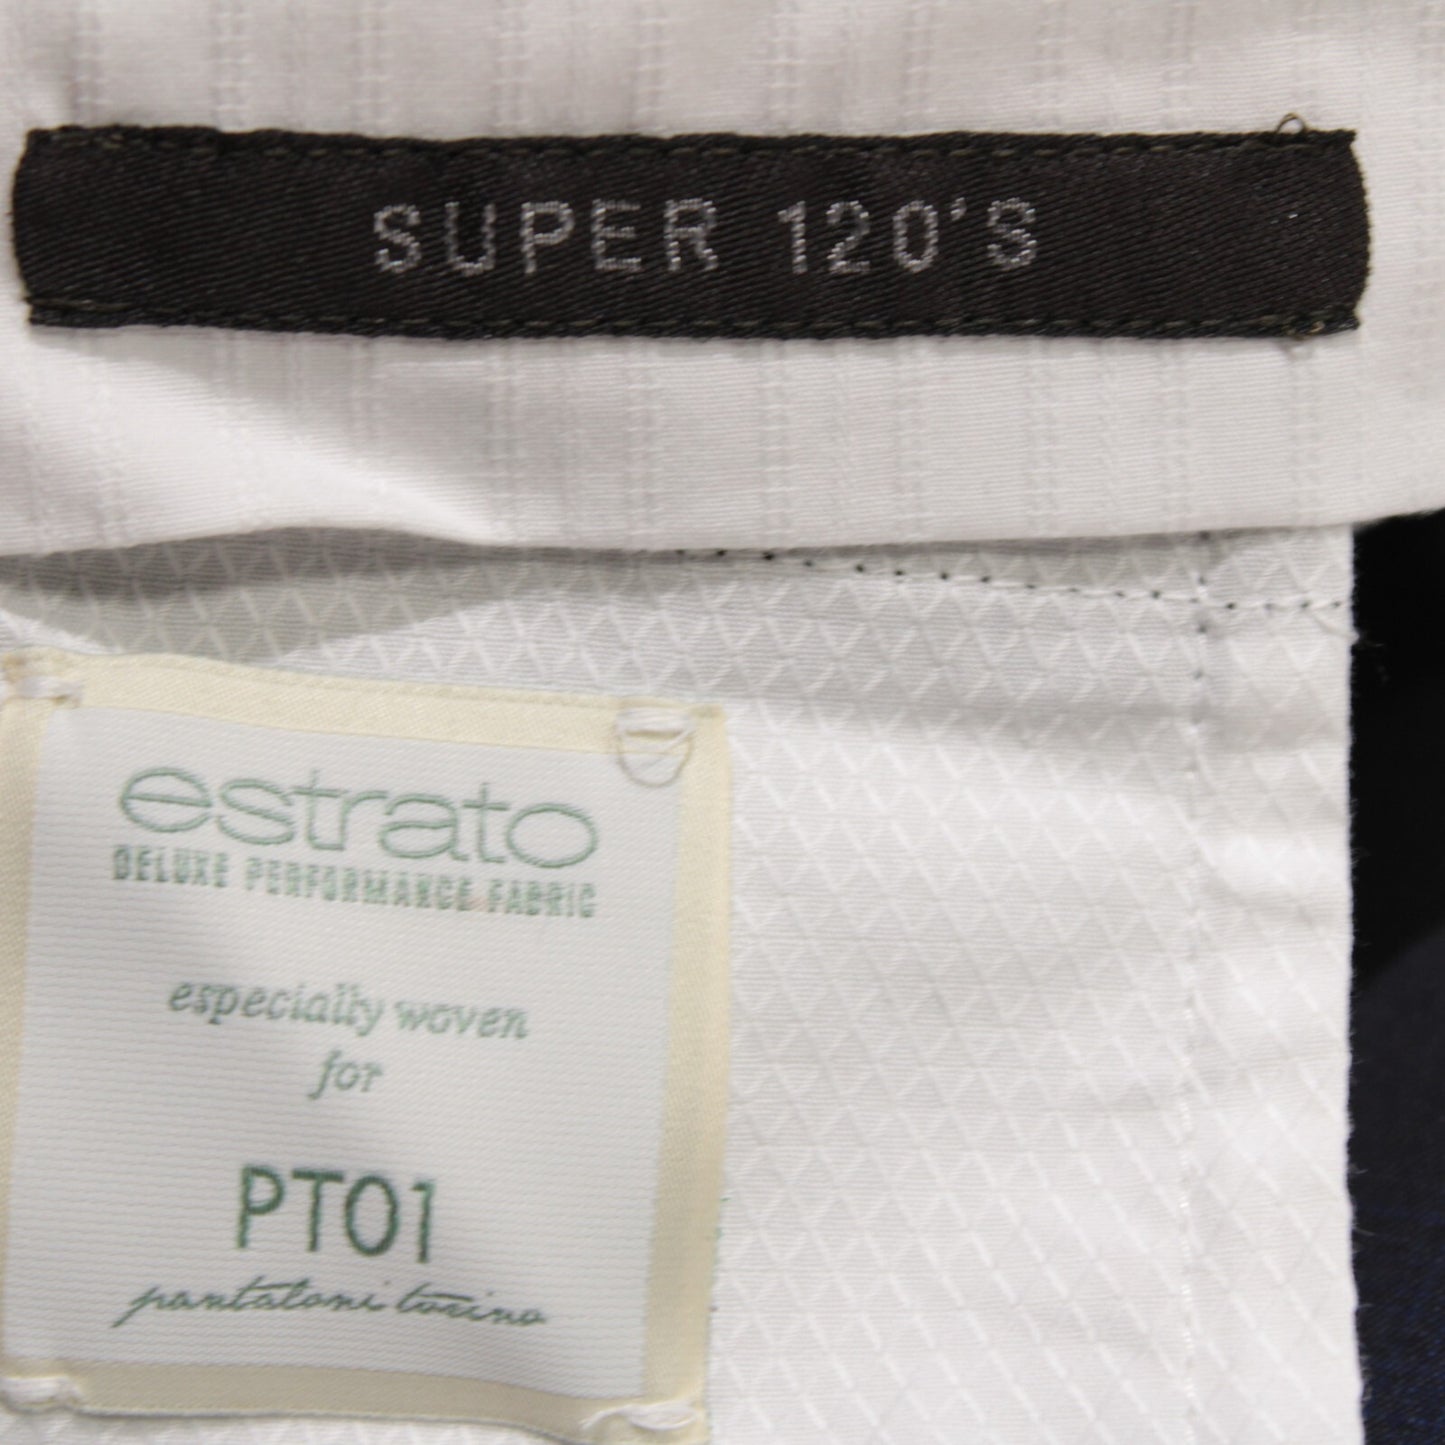 SUPER 120'S
estrato
DELUXE PERFORMANCE FABRIC
especially woven
for
PT01
pantaloni torino